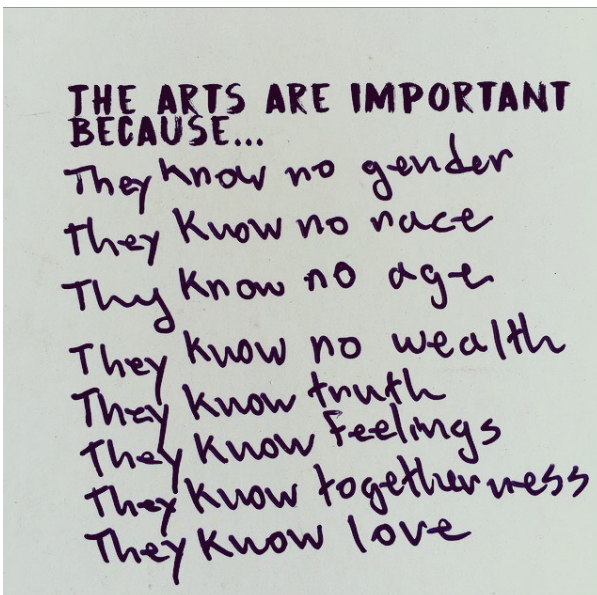 THE ARTS ARE IMPORTANT
BECAUSE...
They know no gender
They know no race
Thy know no age
They know no wealth
They know truth
They know feelings
They know togetherness
They know love